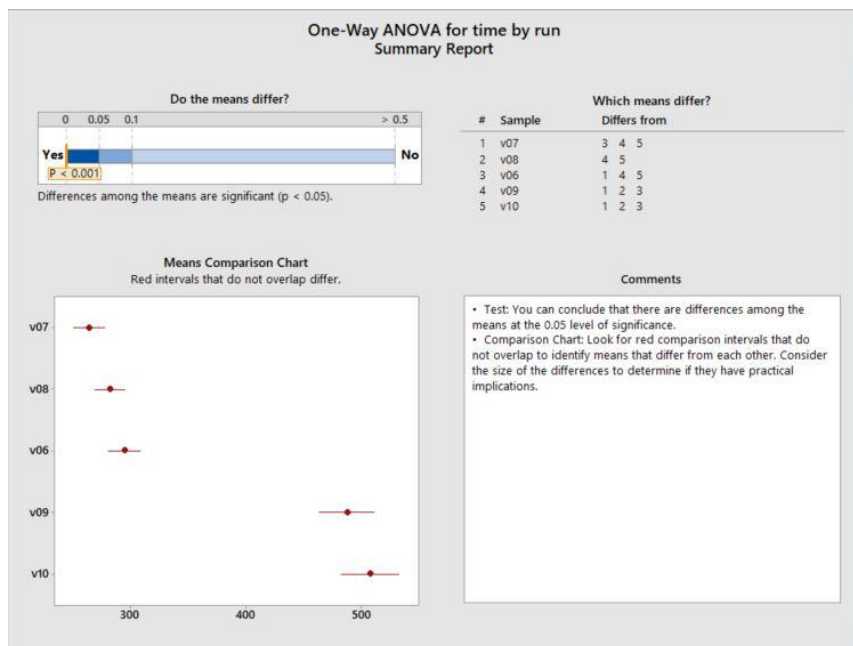 One-Way ANOVA for time by run
Summary Report
Do the means differ?
0 0.05 0.1 > 0.5
Yes No
P < 0.001
Differences among the means are significant (p < 0.05).
Which means differ?
# Sample Differs from
1 v07 3 4 5
2 v08 4 5
3 v06 1 4 5
4 v09 1 2 3
5 v10 1 2 3
Means Comparison Chart
Red intervals that do not overlap differ.
v07
v08
v06
v09
v10
300 400 500
Comments
• Test: You can conclude that there are differences among the
means at the 0.05 level of significance.
• Comparison Chart: Look for red comparison intervals that do
not overlap to identify means that differ from each other. Consider
the size of the differences to determine if they have practical
implications.